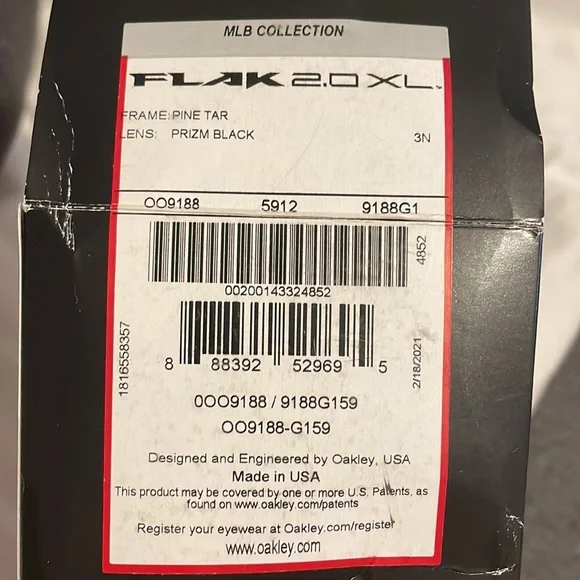 MLB COLLECTION
FLAK 2.0 XL
FRAME: PINE TAR
LENS: PRIZM BLACK 3N
OO9188 5912 9188G1
4852
00200143324852
1816558357
8 88392 52969 5
2/18/2021
0OO9188 / 9188G159
OO9188-G159
Designed and Engineered by Oakley, USA
Made in USA
This product may be covered by one or more U.S. Patents, as
found on www.oakley.com/patents
Register your eyewear at Oakley.com/register
www.oakley.com